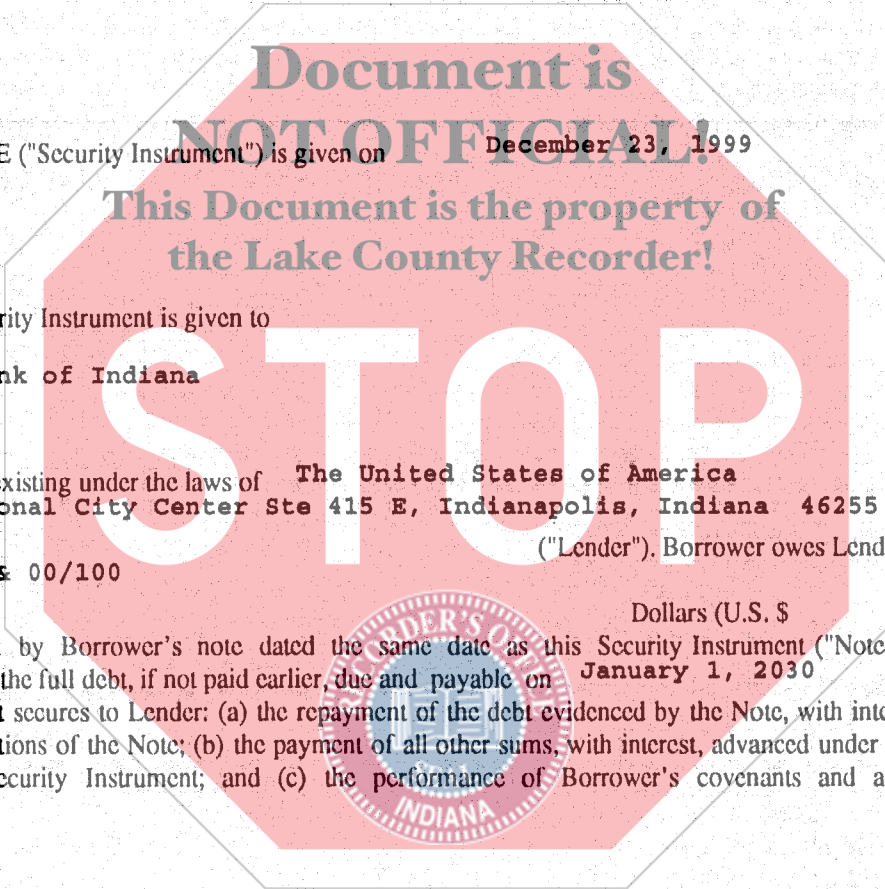 Document is
NOT OFFICIAL!
E ("Security Instrument") is given on December 23, 1999
This Document is the property of
the Lake County Recorder!
rity Instrument is given to
nk of Indiana
STOP
existing under the laws of The United States of America
onal City Center Ste 415 E, Indianapolis, Indiana 46255
("Lender"). Borrower owes Lend
& 00/100
Dollars (U.S. $
by Borrower's note dated the same date as this Security Instrument ("Note
the full debt, if not paid earlier, due and payable on January 1, 2030
t secures to Lender: (a) the repayment of the debt evidenced by the Note, with inte
tions of the Note; (b) the payment of all other sums, with interest, advanced under
ecurity Instrument; and (c) the performance of Borrower's covenants and a
RECORDER'S OFFICE
SEAL
INDIANA